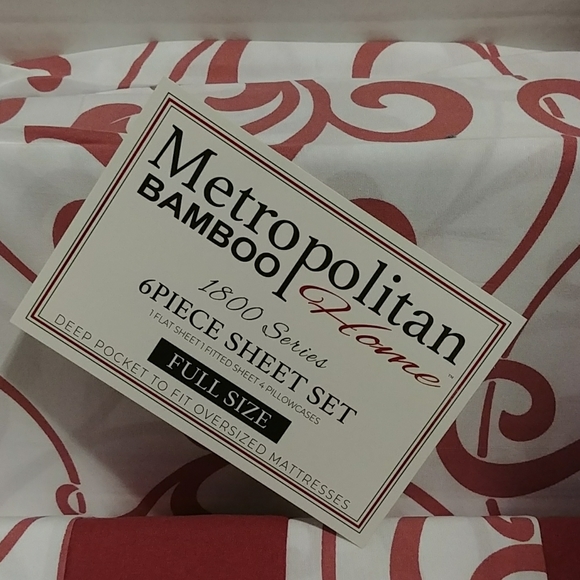 Metropolitan
BAMBOO Home™
1800 Series
6PIECE SHEET SET
1 FLAT SHEET 1 FITTED SHEET 4 PILLOWCASES
FULL SIZE
DEEP POCKET TO FIT OVERSIZED MATTRESSES